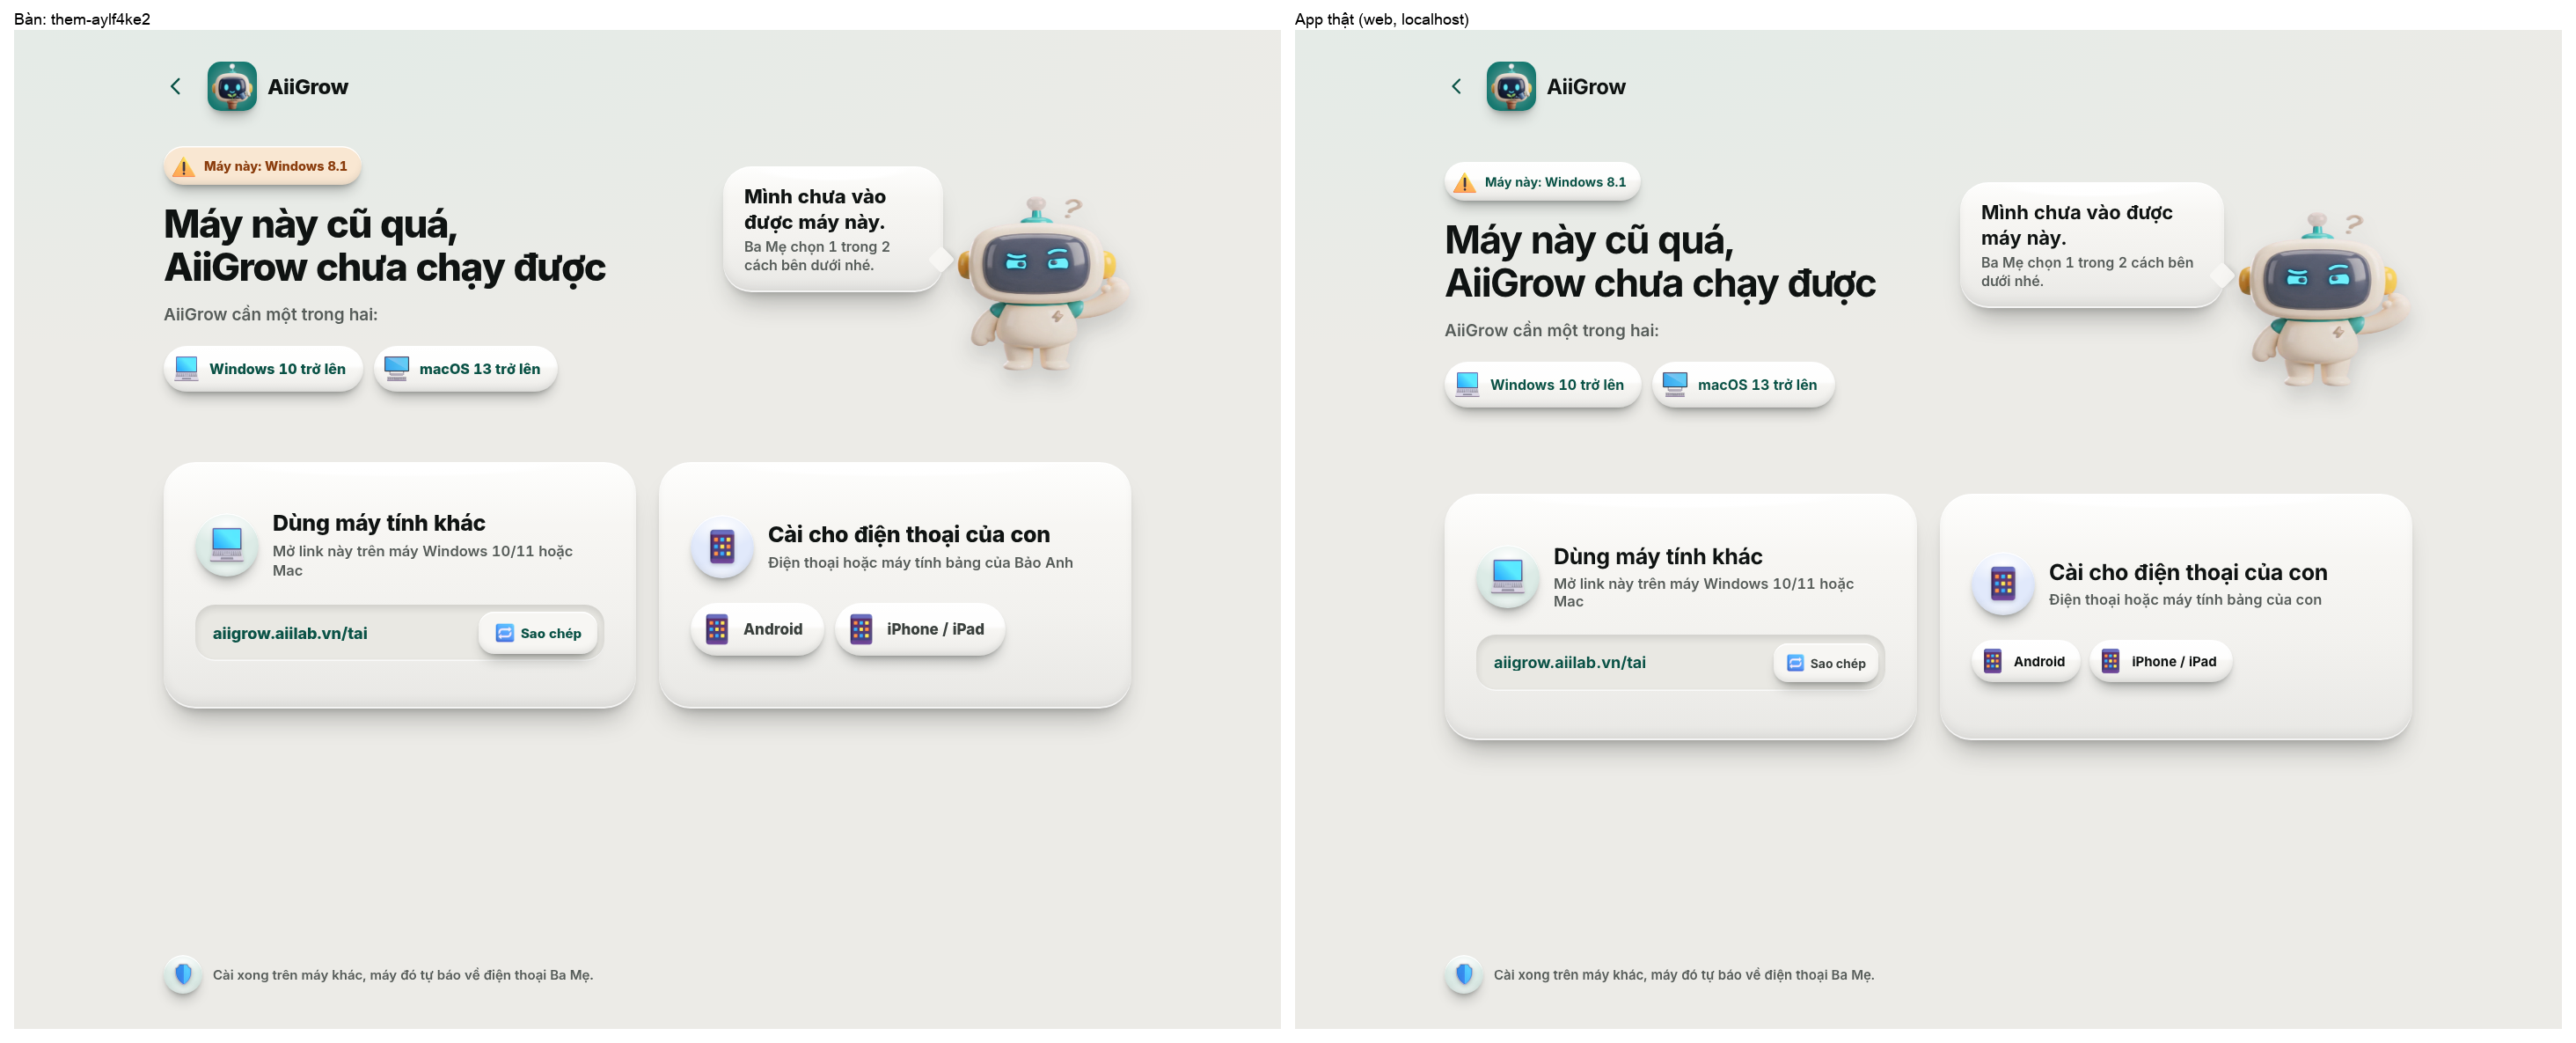 Bàn: them-aylf4ke2
AiiGrow
Máy này: Windows 8.1
Máy này cũ quá,
AiiGrow chưa chạy được
AiiGrow cần một trong hai:
Windows 10 trở lên
macOS 13 trở lên
Mình chưa vào
được máy này.
Ba Mẹ chọn 1 trong 2
cách bên dưới nhé.
?
Dùng máy tính khác
Mở link này trên máy Windows 10/11 hoặc
Mac
aiigrow.aiilab.vn/tai
Sao chép
Cài cho điện thoại của con
Điện thoại hoặc máy tính bảng của Bảo Anh
Android
iPhone / iPad
Cài xong trên máy khác, máy đó tự báo về điện thoại Ba Mẹ.
App thật (web, localhost)
AiiGrow
Máy này: Windows 8.1
Máy này cũ quá,
AiiGrow chưa chạy được
AiiGrow cần một trong hai:
Windows 10 trở lên
macOS 13 trở lên
Mình chưa vào được
máy này.
Ba Mẹ chọn 1 trong 2 cách bên
dưới nhé.
?
Dùng máy tính khác
Mở link này trên máy Windows 10/11 hoặc
Mac
aiigrow.aiilab.vn/tai
Sao chép
Cài cho điện thoại của con
Điện thoại hoặc máy tính bảng của con
Android
iPhone / iPad
Cài xong trên máy khác, máy đó tự báo về điện thoại Ba Mẹ.